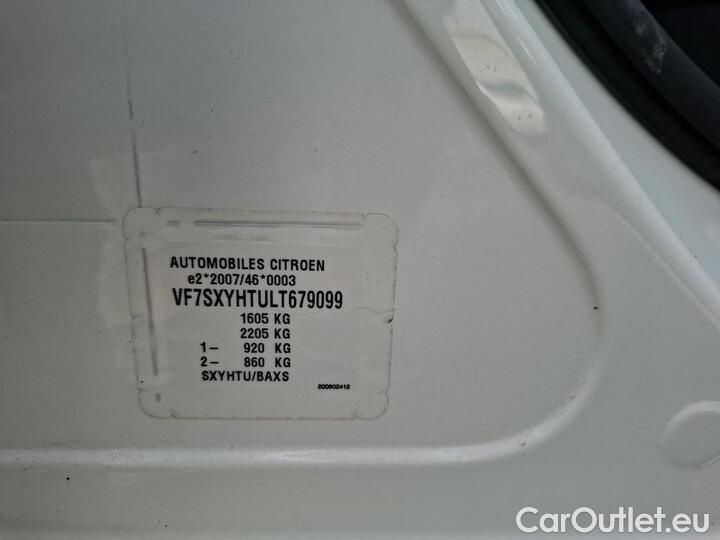 AUTOMOBILES CITROEN
e2*2007/46*0003
VF7SXYHTULT679099
1605 KG
2205 KG
1- 920 KG
2- 860 KG
SXYHTU/BAXS
200602412
CarOutlet.eu